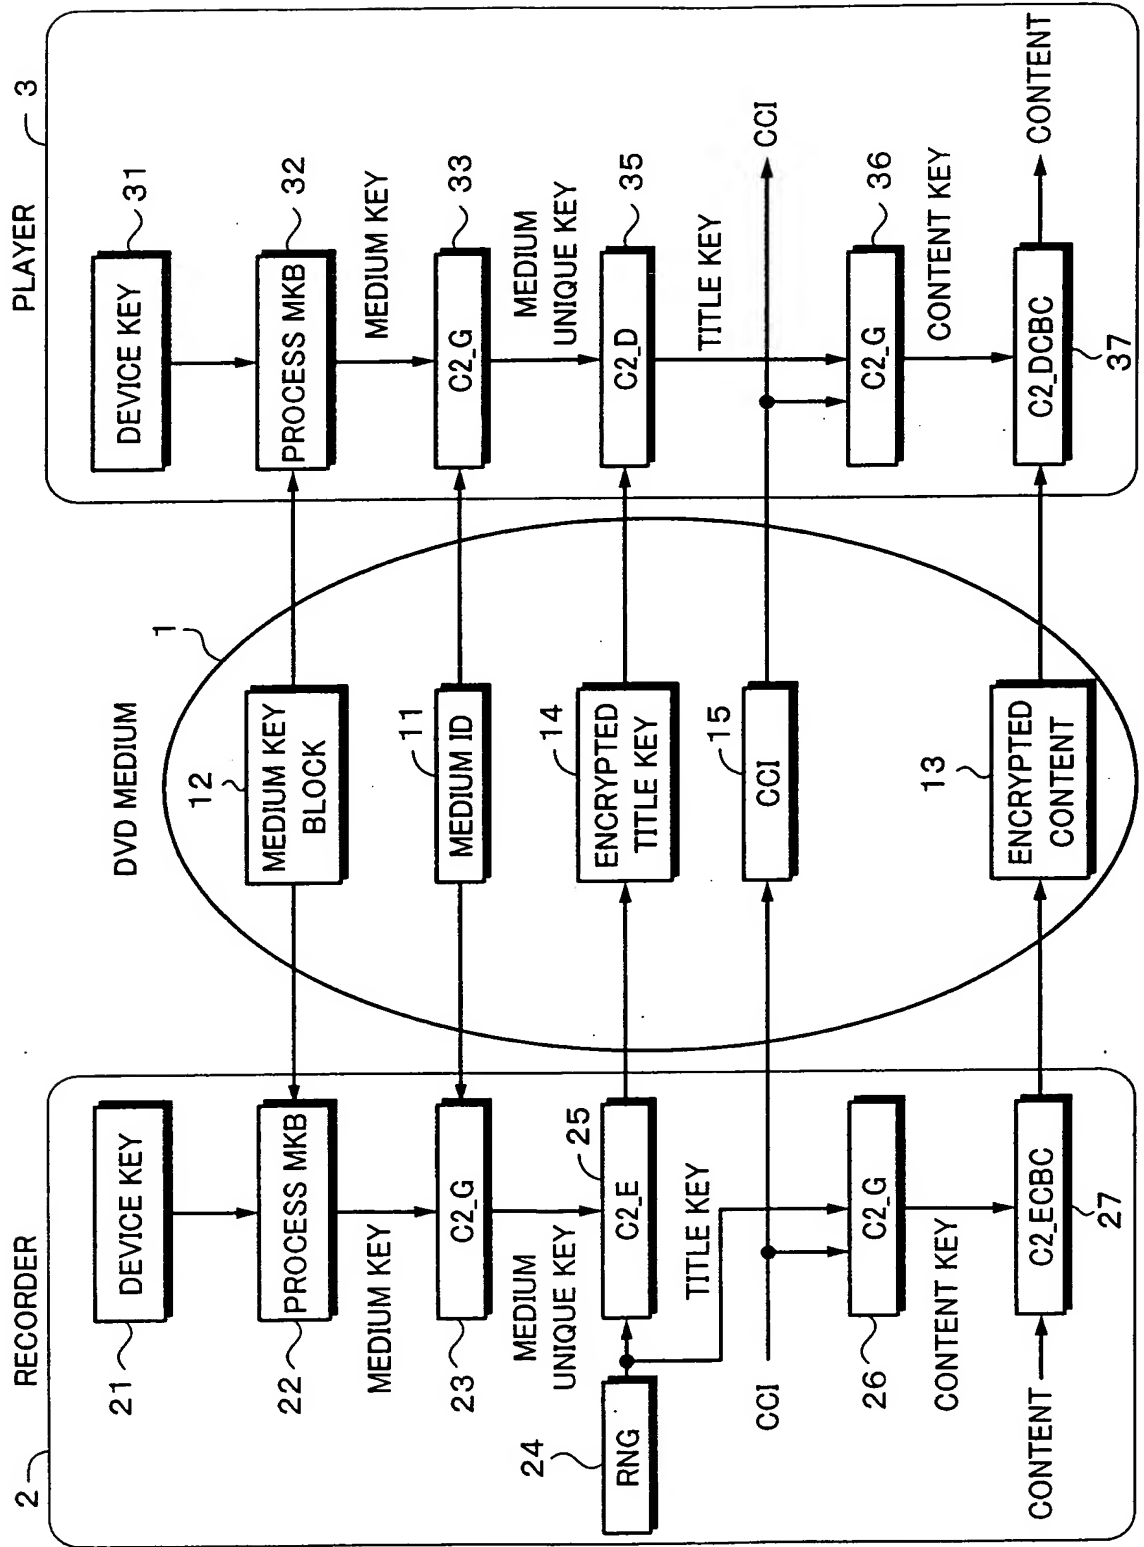 2
RECORDER
21
DEVICE KEY
22
PROCESS MKB
MEDIUM KEY
23
C2_G
MEDIUM
UNIQUE KEY
24
RNG
25
C2_E
TITLE KEY
CCI
26
C2_G
CONTENT KEY
CONTENT
C2_ECBC
27
DVD MEDIUM
1
12
MEDIUM KEY
BLOCK
11
MEDIUM ID
14
ENCRYPTED
TITLE KEY
15
CCI
13
ENCRYPTED
CONTENT
PLAYER
3
DEVICE KEY
31
PROCESS MKB
32
MEDIUM KEY
C2_G
33
MEDIUM
UNIQUE KEY
C2_D
35
TITLE KEY
CCI
C2_G
36
CONTENT KEY
C2_DCBC
37
CONTENT